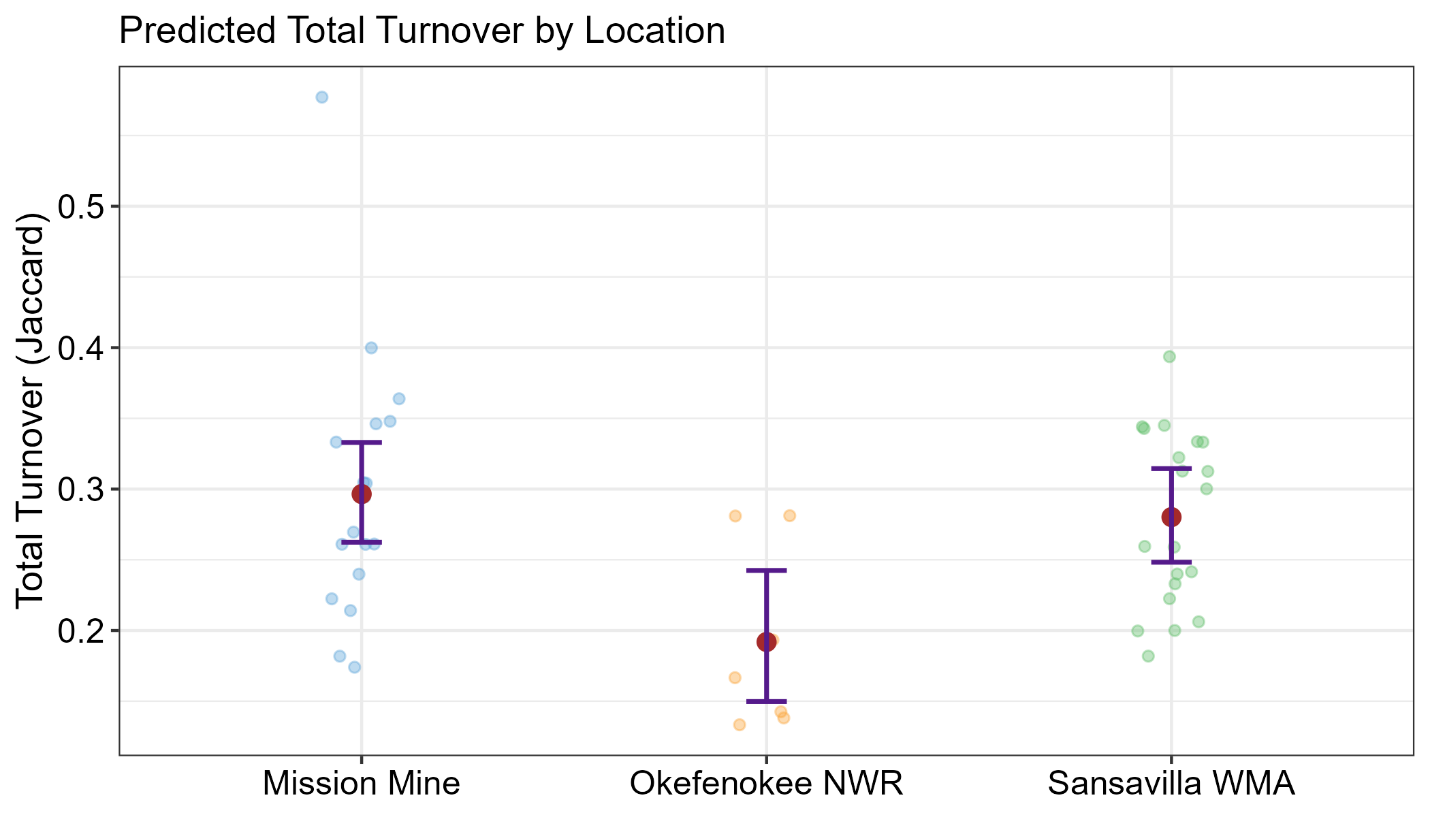 Predicted Total Turnover by Location
Total Turnover (Jaccard)
0.5
0.4
0.3
0.2
Mission Mine
Okefenokee NWR
Sansavilla WMA